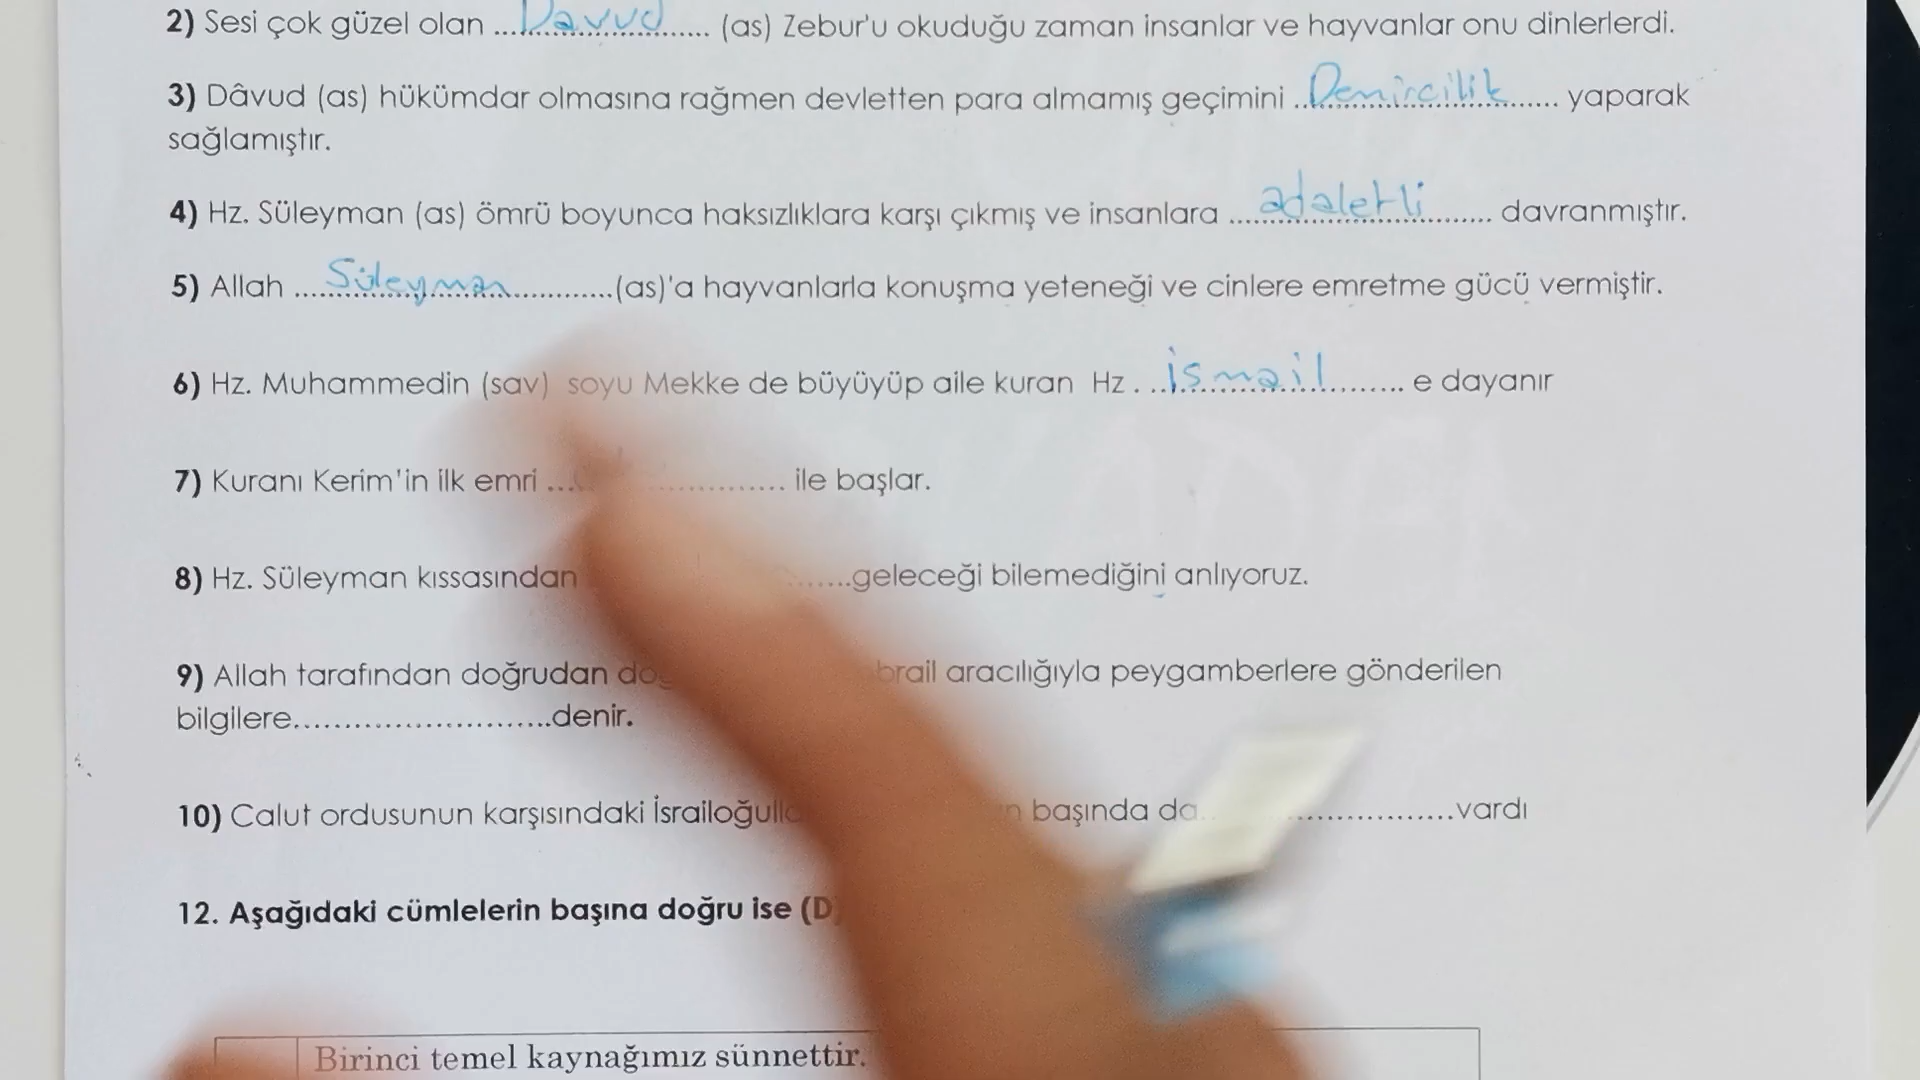 2) Sesi çok güzel olan ...Davud........ (as) Zebur'u okuduğu zaman insanlar ve hayvanlar onu dinlerlerdi.
3) Dâvud (as) hükümdar olmasına rağmen devletten para almamış geçimini ..Demircilik...... yaparak
sağlamıştır.
4) Hz. Süleyman (as) ömrü boyunca haksızlıklara karşı çıkmış ve insanlara ....adaletli........ davranmıştır.
5) Allah ....Süleyman............(as)'a hayvanlarla konuşma yeteneği ve cinlere emretme gücü vermiştir.
6) Hz. Muhammedin (sav) soyu Mekke de büyüyüp aile kuran Hz . ..ismail.......... e dayanır
7) Kuranı Kerim'in ilk emri ... ............... ile başlar.
8) Hz. Süleyman kıssasından .......geleceği bilemediğini anlıyoruz.
9) Allah tarafından doğrudan aracılığıyla peygamberlere gönderilen
bilgilere..........................denir.
10) Calut ordusunun karşısındaki başında da.. ..................vardı
12. Aşağıdaki cümlelerin başına doğru ise (D
Birinci temel kaynağımız sünnettir.